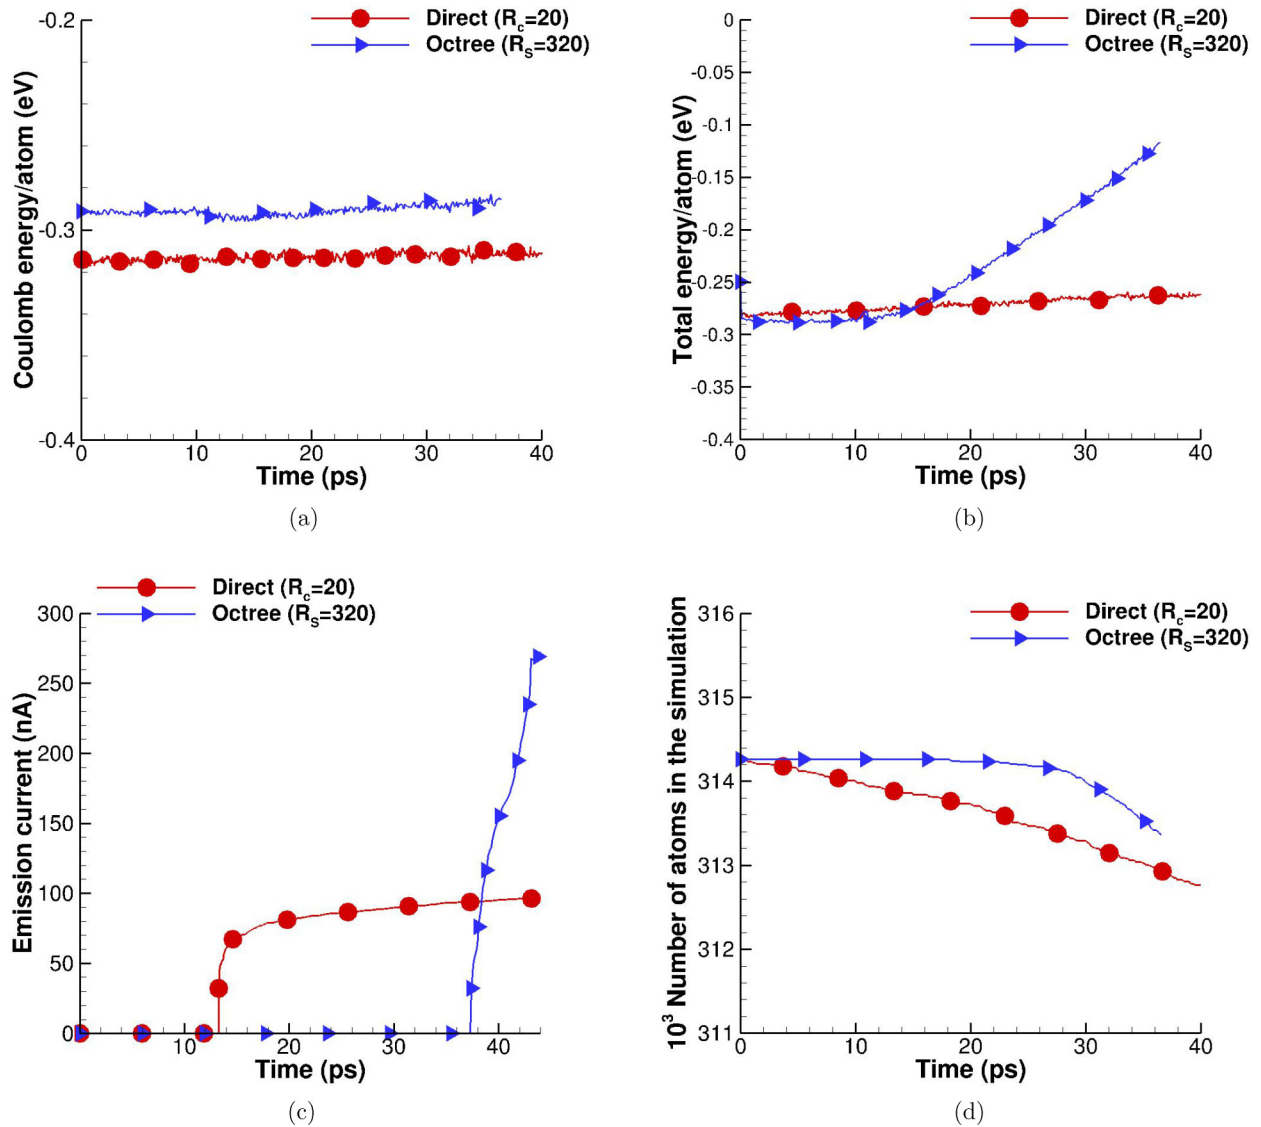 Direct (Rc=20)
Octree (RS=320)
Coulomb energy/atom (eV)
-0.2
-0.3
-0.4
0 10 20 30 40
Time (ps)
(a)
Direct (Rc=20)
Octree (RS=320)
Total energy/atom (eV)
0
-0.05
-0.1
-0.15
-0.2
-0.25
-0.3
-0.35
-0.4
0 10 20 30 40
Time (ps)
(b)
Direct (Rc=20)
Octree (RS=320)
Emission current (nA)
300
250
200
150
100
50
0
10 20 30 40
Time (ps)
(c)
Direct (Rc=20)
Octree (RS=320)
10³ Number of atoms in the simulation
316
315
314
313
312
311
0 10 20 30 40
Time (ps)
(d)